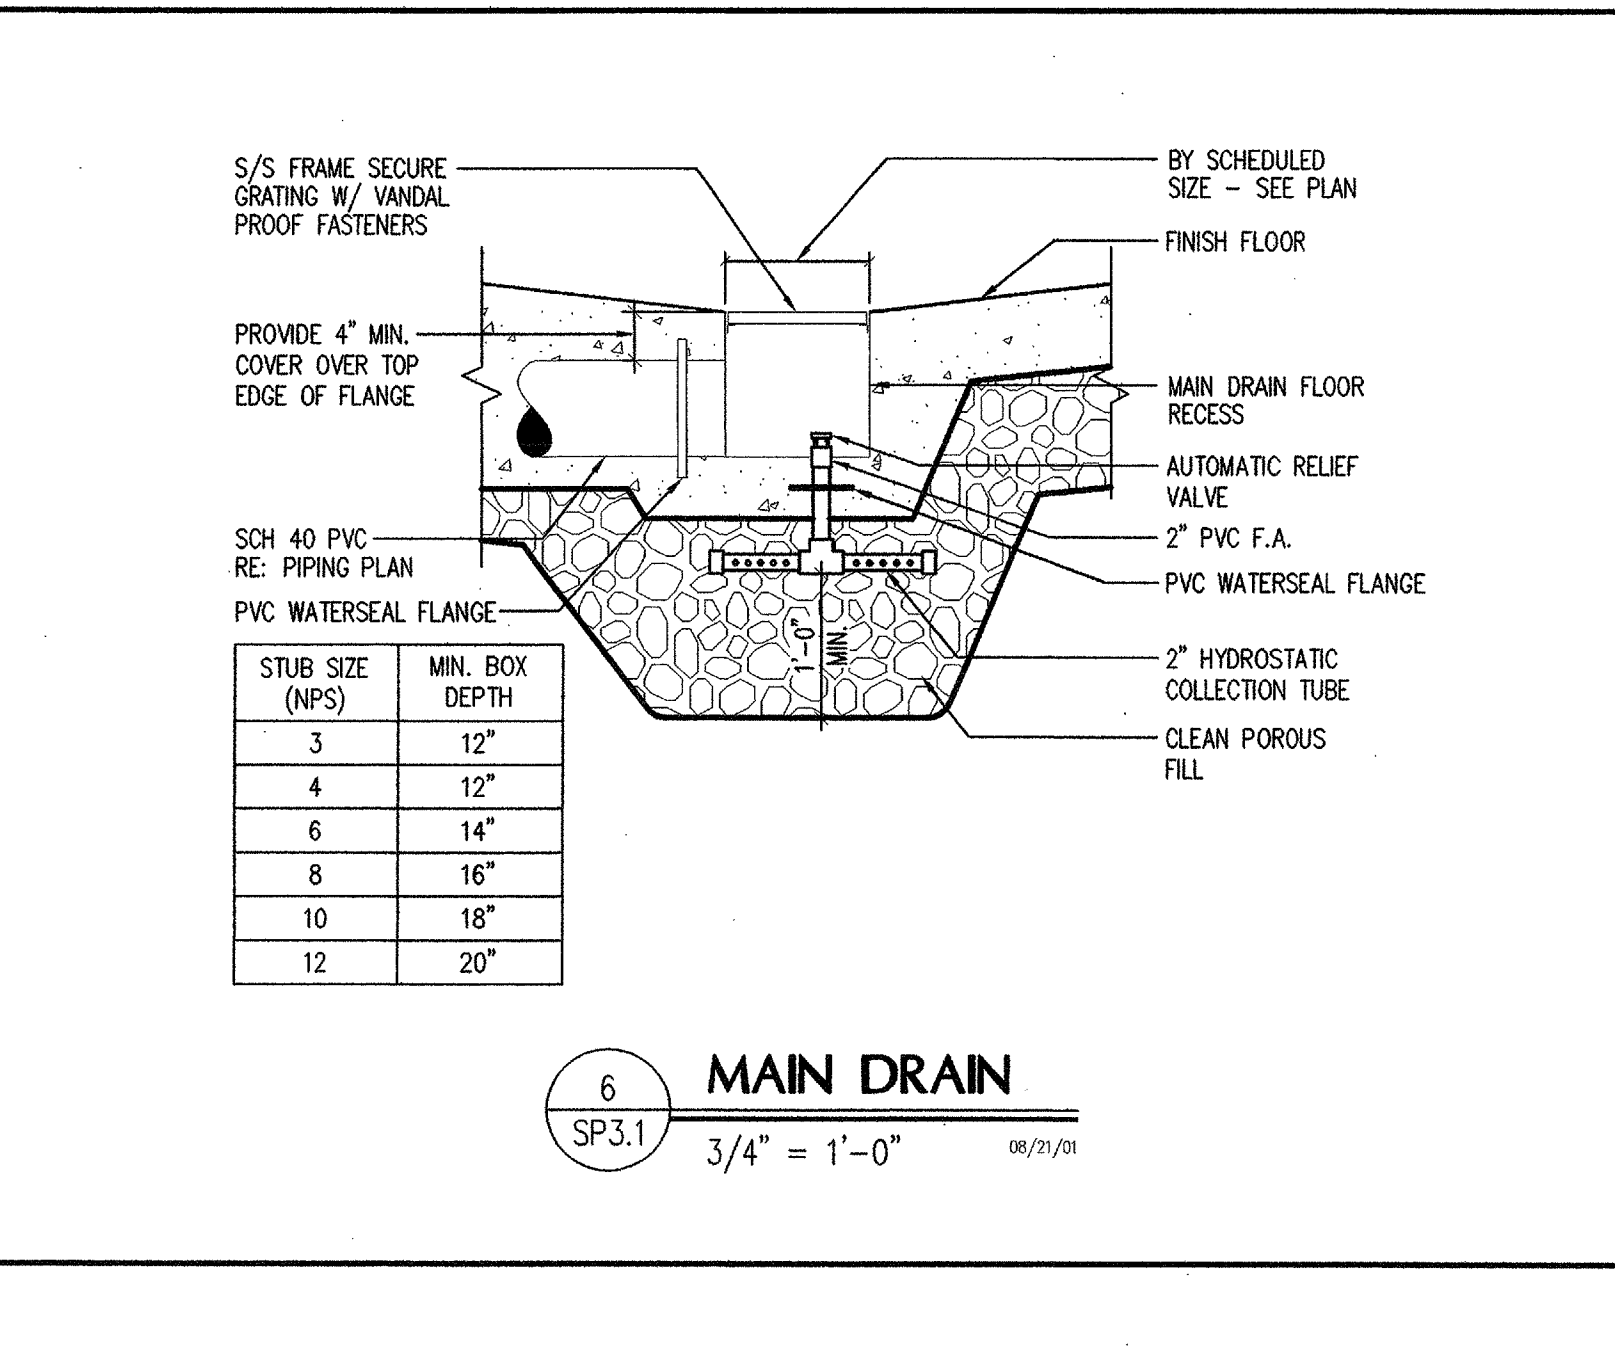 S/S FRAME SECURE
GRATING W/ VANDAL
PROOF FASTENERS
BY SCHEDULED
SIZE - SEE PLAN
FINISH FLOOR
PROVIDE 4" MIN.
COVER OVER TOP
EDGE OF FLANGE
MAIN DRAIN FLOOR
RECESS
AUTOMATIC RELIEF
VALVE
SCH 40 PVC
RE: PIPING PLAN
2" PVC F.A.
PVC WATERSEAL FLANGE
PVC WATERSEAL FLANGE
1'-0"
MIN.
2" HYDROSTATIC
COLLECTION TUBE
CLEAN POROUS
FILL
STUB SIZE (NPS) MIN. BOX DEPTH
3 12"
4 12"
6 14"
8 16"
10 18"
12 20"
6
SP3.1
MAIN DRAIN
3/4" = 1'-0"
08/21/01